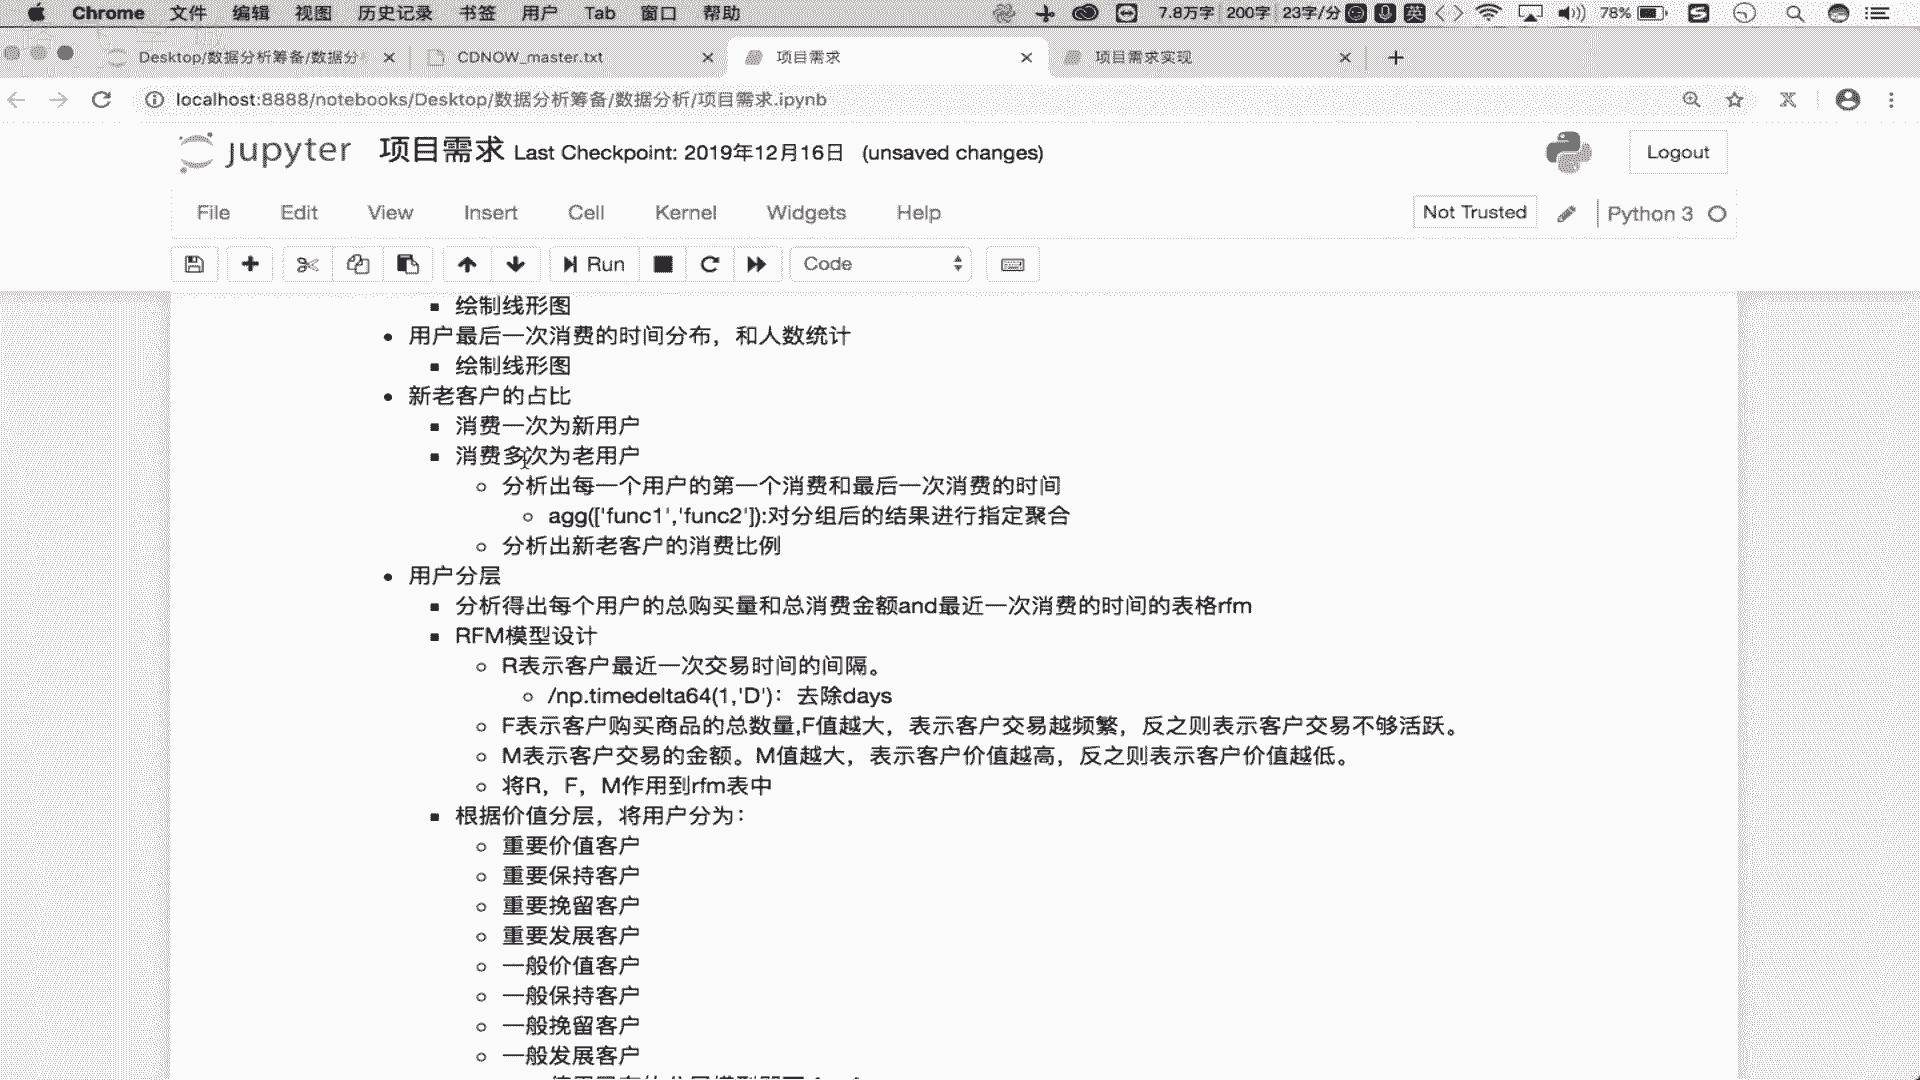 Chrome 文件 编辑 视图 历史记录 书签 用户 Tab 窗口 帮助 7.8万字 200字 23字/分 英 78%
Desktop/数据分析筹备/数据分 CDNOW_master.txt 项目需求 项目需求实现
localhost:8888/notebooks/Desktop/数据分析筹备/数据分析/项目需求.ipynb
jupyter 项目需求 Last Checkpoint: 2019年12月16日 (unsaved changes) Logout
File Edit View Insert Cell Kernel Widgets Help Not Trusted Python 3
Run Code
绘制线形图
用户最后一次消费的时间分布，和人数统计
绘制线形图
新老客户的占比
消费一次为新用户
消费多次为老用户
分析出每一个用户的第一个消费和最后一次消费的时间
agg(['func1','func2']):对分组后的结果进行指定聚合
分析出新老客户的消费比例
用户分层
分析得出每个用户的总购买量和总消费金额and最近一次消费的时间的表格rfm
RFM模型设计
R表示客户最近一次交易时间的间隔。
/np.timedelta64(1,'D')：去除days
F表示客户购买商品的总数量,F值越大，表示客户交易越频繁，反之则表示客户交易不够活跃。
M表示客户交易的金额。M值越大，表示客户价值越高，反之则表示客户价值越低。
将R，F，M作用到rfm表中
根据价值分层，将用户分为：
重要价值客户
重要保持客户
重要挽留客户
重要发展客户
一般价值客户
一般保持客户
一般挽留客户
一般发展客户